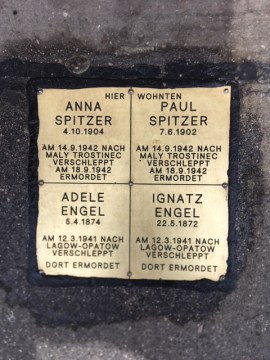 HIER WOHNTEN
ANNA
SPITZER
4.10.1904
AM 14.9.1942 NACH
MALY TROSTINEC
VERSCHLEPPT
AM 18.9.1942
ERMORDET
PAUL
SPITZER
7.6.1902
AM 14.9.1942 NACH
MALY TROSTINEC
VERSCHLEPPT
AM 18.9.1942
ERMORDET
ADELE
ENGEL
5.4.1874
AM 12.3.1941 NACH
LAGOW-OPATOW
VERSCHLEPPT
DORT ERMORDET
IGNATZ
ENGEL
22.5.1872
AM 12.3.1941 NACH
LAGOW-OPATOW
VERSCHLEPPT
DORT ERMORDET